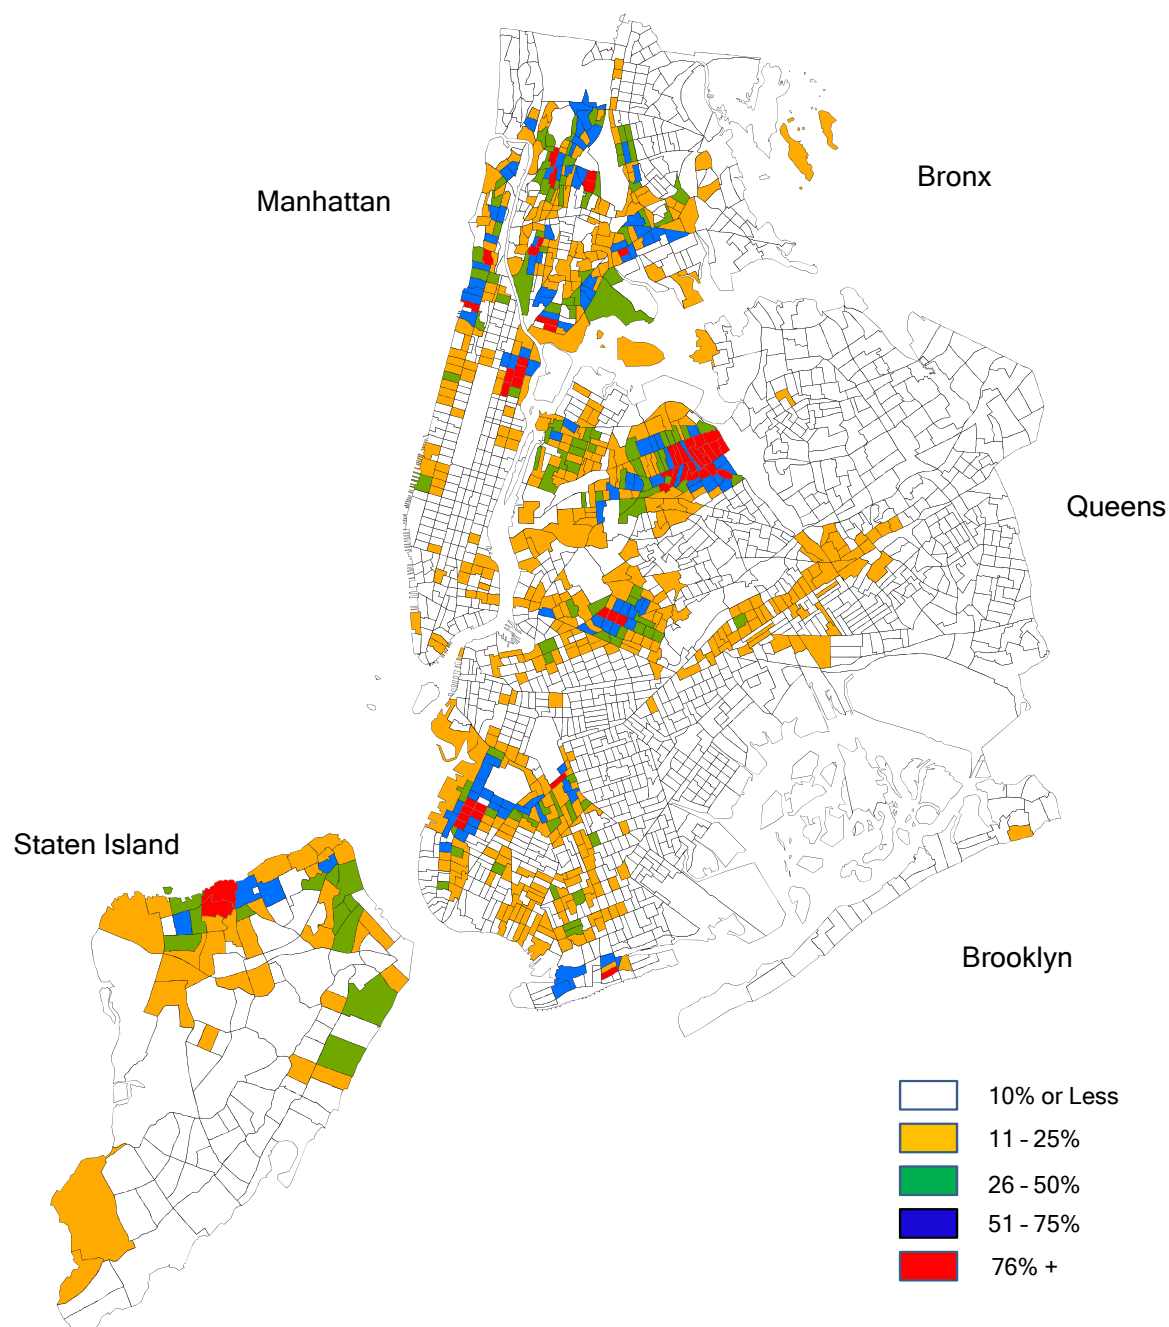 Manhattan
Bronx
Queens
Staten Island
Brooklyn
10% or Less
11 - 25%
26 - 50%
51 - 75%
76% +